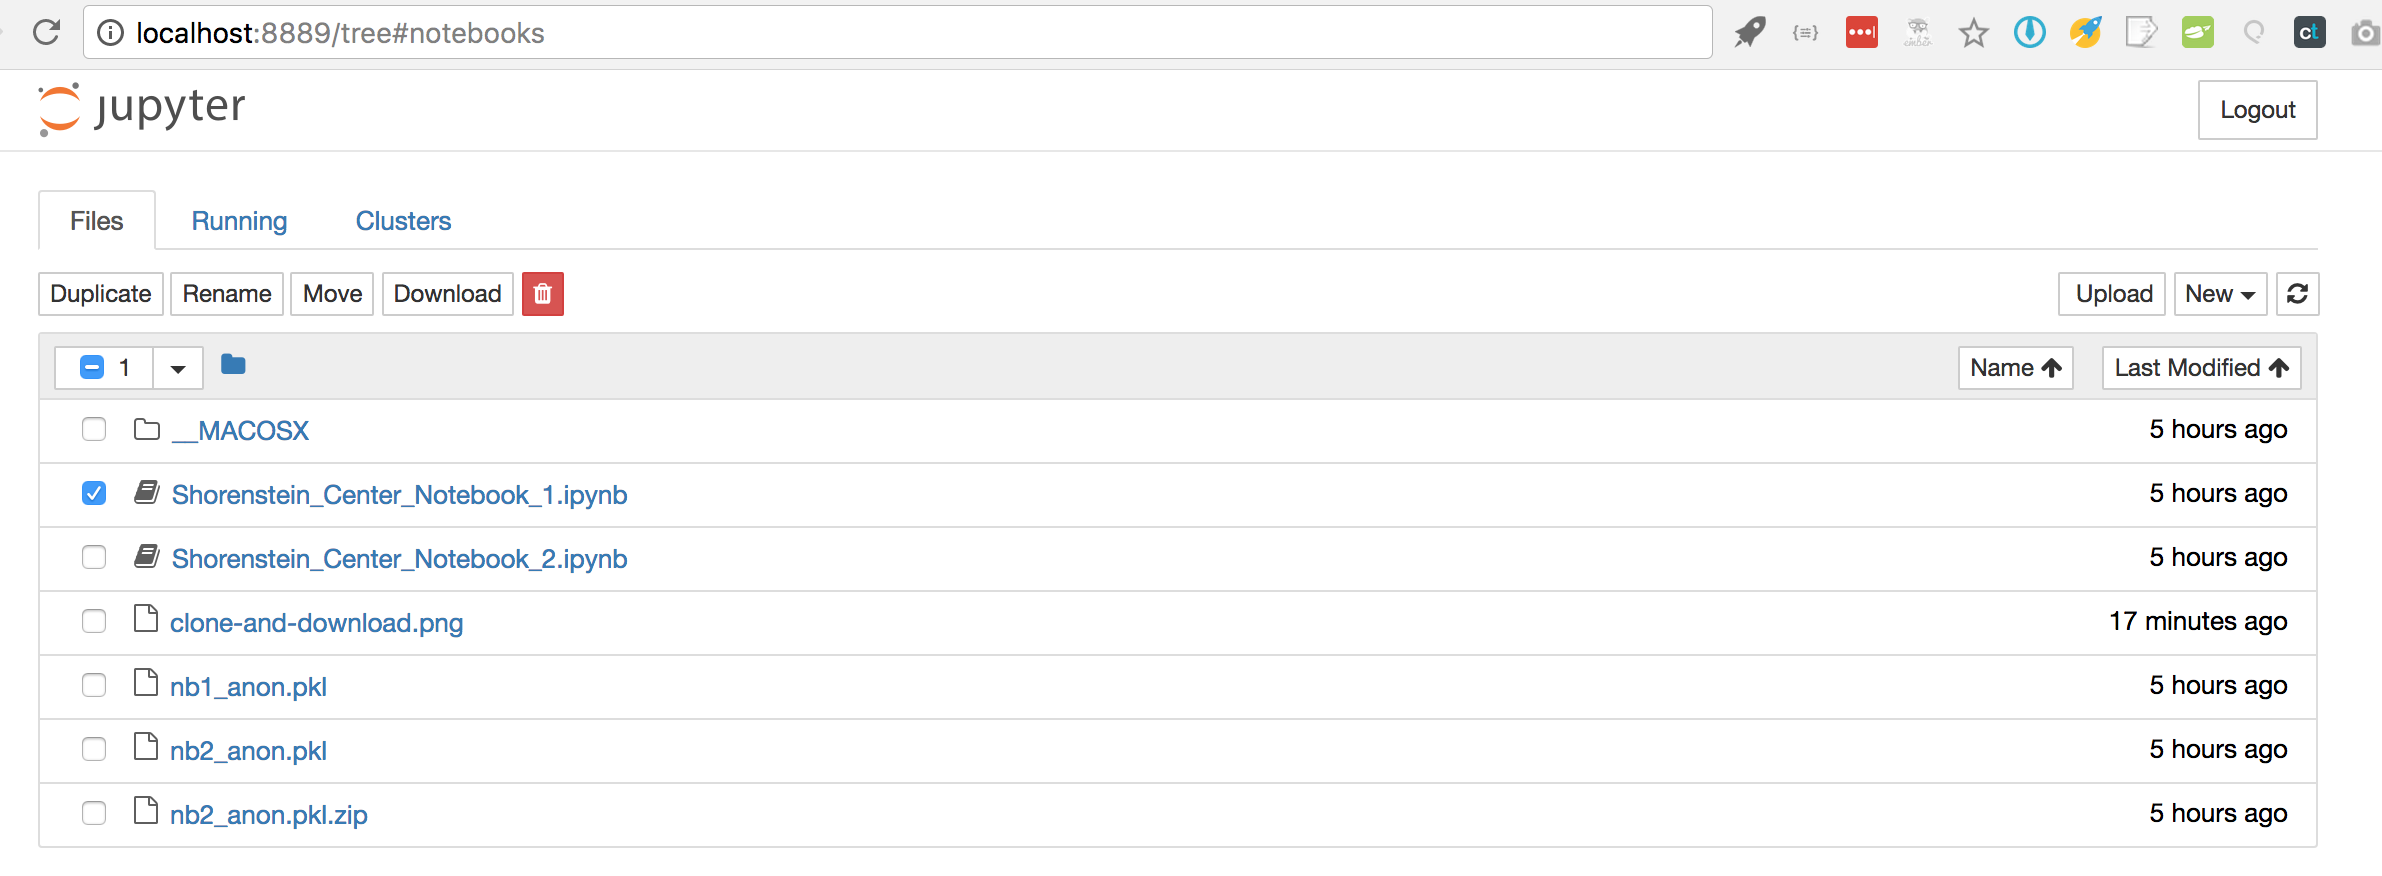 localhost:8889/tree#notebooks
ct
jupyter
Logout
Files Running Clusters
Duplicate Rename Move Download Upload New
1 Name Last Modified
__MACOSX 5 hours ago
Shorenstein_Center_Notebook_1.ipynb 5 hours ago
Shorenstein_Center_Notebook_2.ipynb 5 hours ago
clone-and-download.png 17 minutes ago
nb1_anon.pkl 5 hours ago
nb2_anon.pkl 5 hours ago
nb2_anon.pkl.zip 5 hours ago